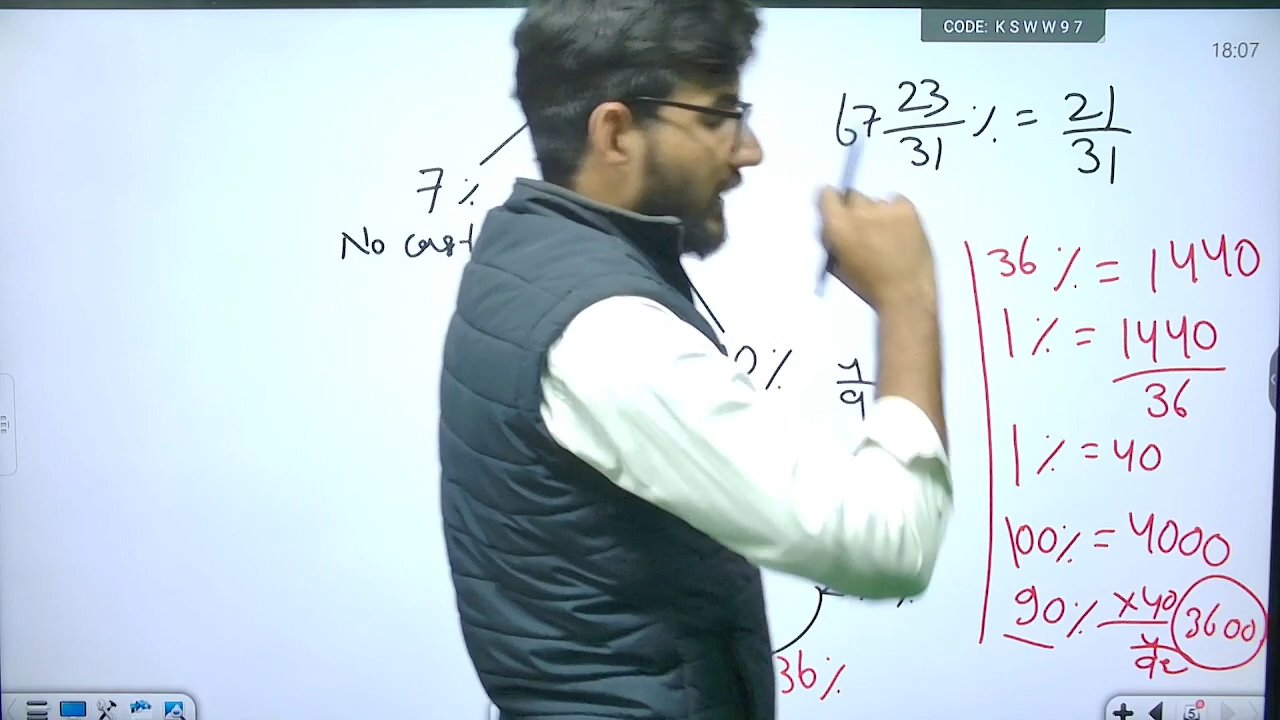 CODE: KSWW97
18:07
67 23/31 % = 21/31
7%
No cast
36% = 1440
1% = 1440/36
1% = 40
100% = 4000
90% ×40 3600
36%